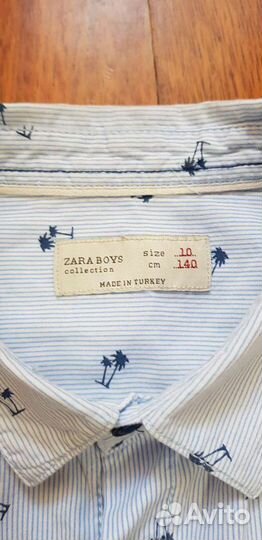 ZARA BOYS size 10
collection cm 140
MADE IN TURKEY
Avito